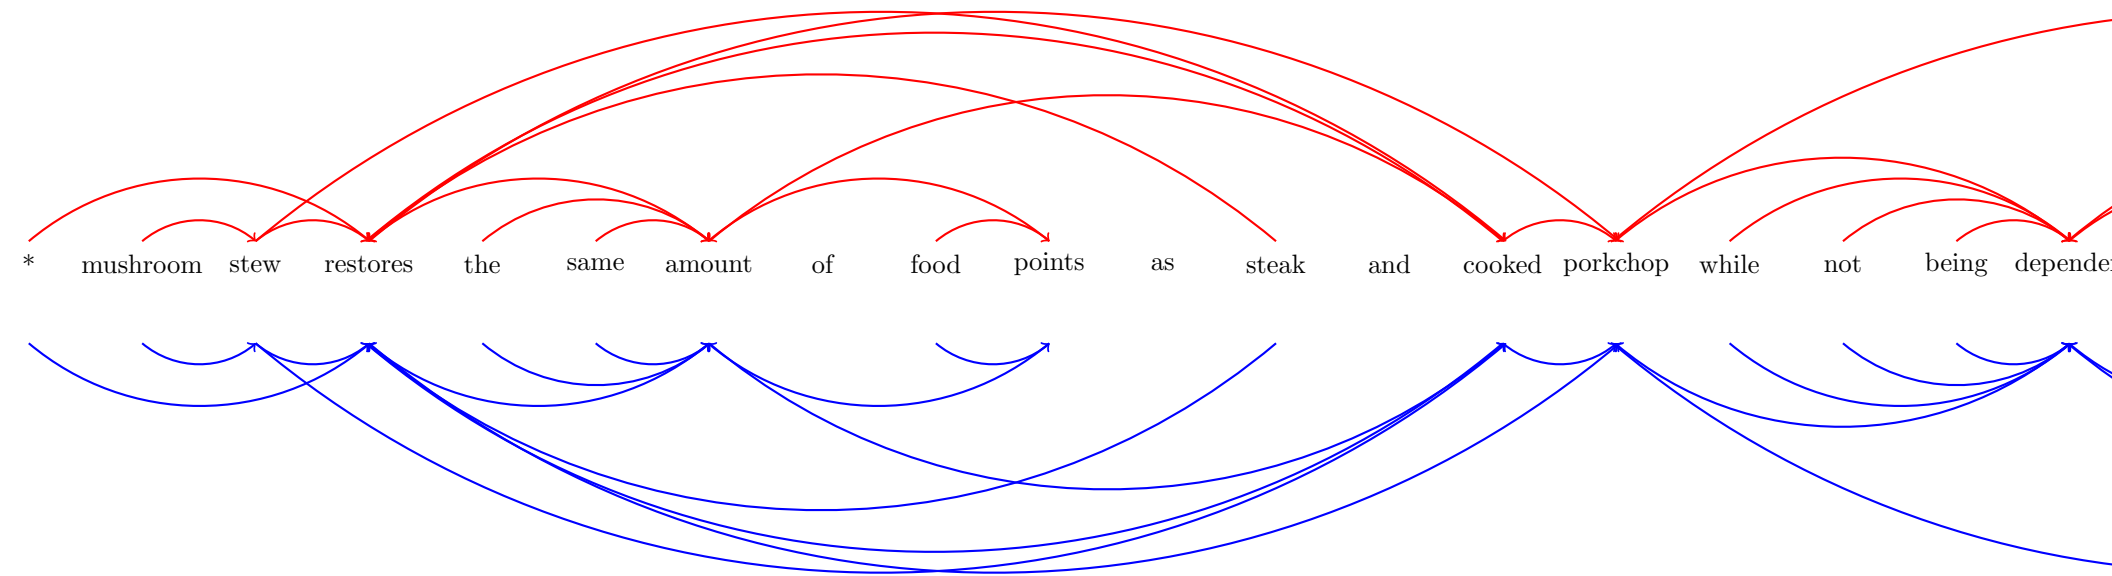 * mushroom stew restores the same amount of food points as steak and cooked porkchop while not being